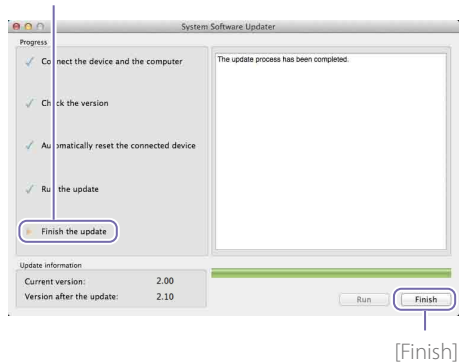 System Software Updater
Progress
Connect the device and the computer
Check the version
Automatically reset the connected device
Run the update
Finish the update
The update process has been completed.
Update information
Current version: 2.00
Version after the update: 2.10
Run
Finish
[Finish]